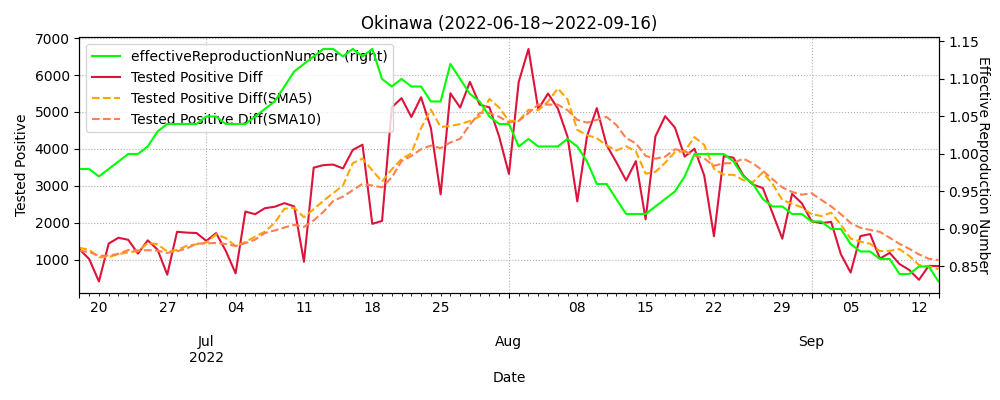 Okinawa (2022-06-18~2022-09-16)
effectiveReproductionNumber (right)
Tested Positive Diff
Tested Positive Diff(SMA5)
Tested Positive Diff(SMA10)
Tested Positive
7000
6000
5000
4000
3000
2000
1000
1.15
1.10
1.05
1.00
0.95
0.90
0.85
Effective Reproduction Number
20 27 04 11 18 25 08 15 22 29 05 12
Jul Aug Sep
2022
Date